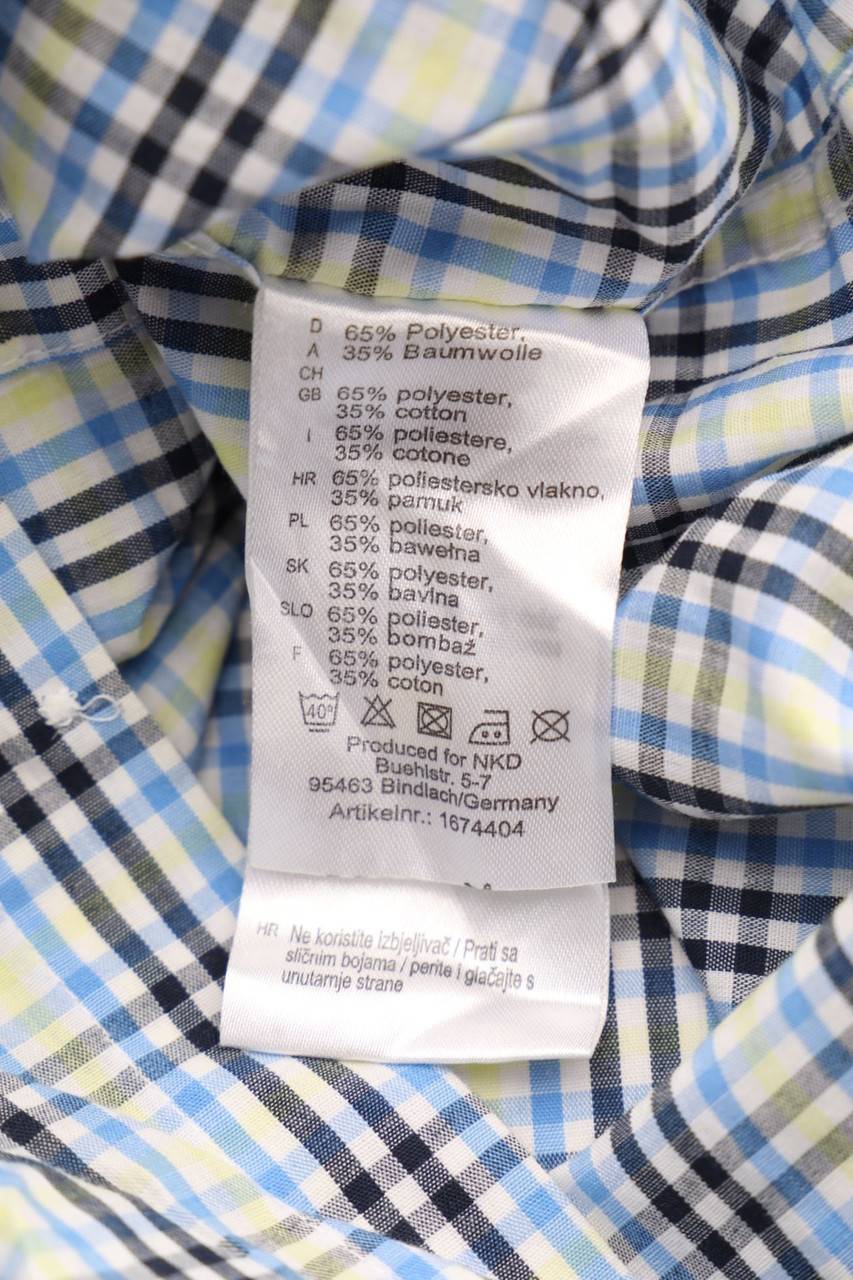 D 65% Polyester,
A 35% Baumwolle
CH
GB 65% polyester,
35% cotton
I 65% poliestere,
35% cotone
HR 65% poliestersko vlakno,
35% pamuk
PL 65% poliester,
35% bawełna
SK 65% polyester,
35% bavlna
SLO 65% poliester,
35% bombaž
F 65% polyester,
35% coton
40°
Produced for NKD
Buehlstr. 5-7
95463 Bindlach/Germany
Artikelnr.: 1674404
HR Ne koristite izbjeljivač / Prati sa
sličnim bojama / perite i glačajte s
unutarnje strane